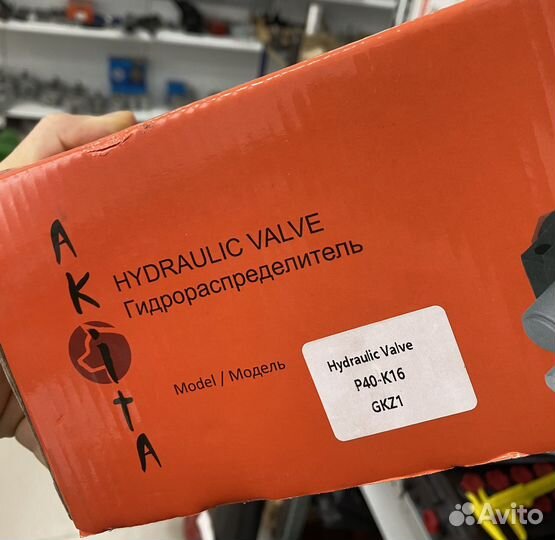 AKitA
HYDRAULIC VALVE
Гидрораспределитель
Model / Модель
Hydraulic Valve
P40-K16
GKZ1
Avito